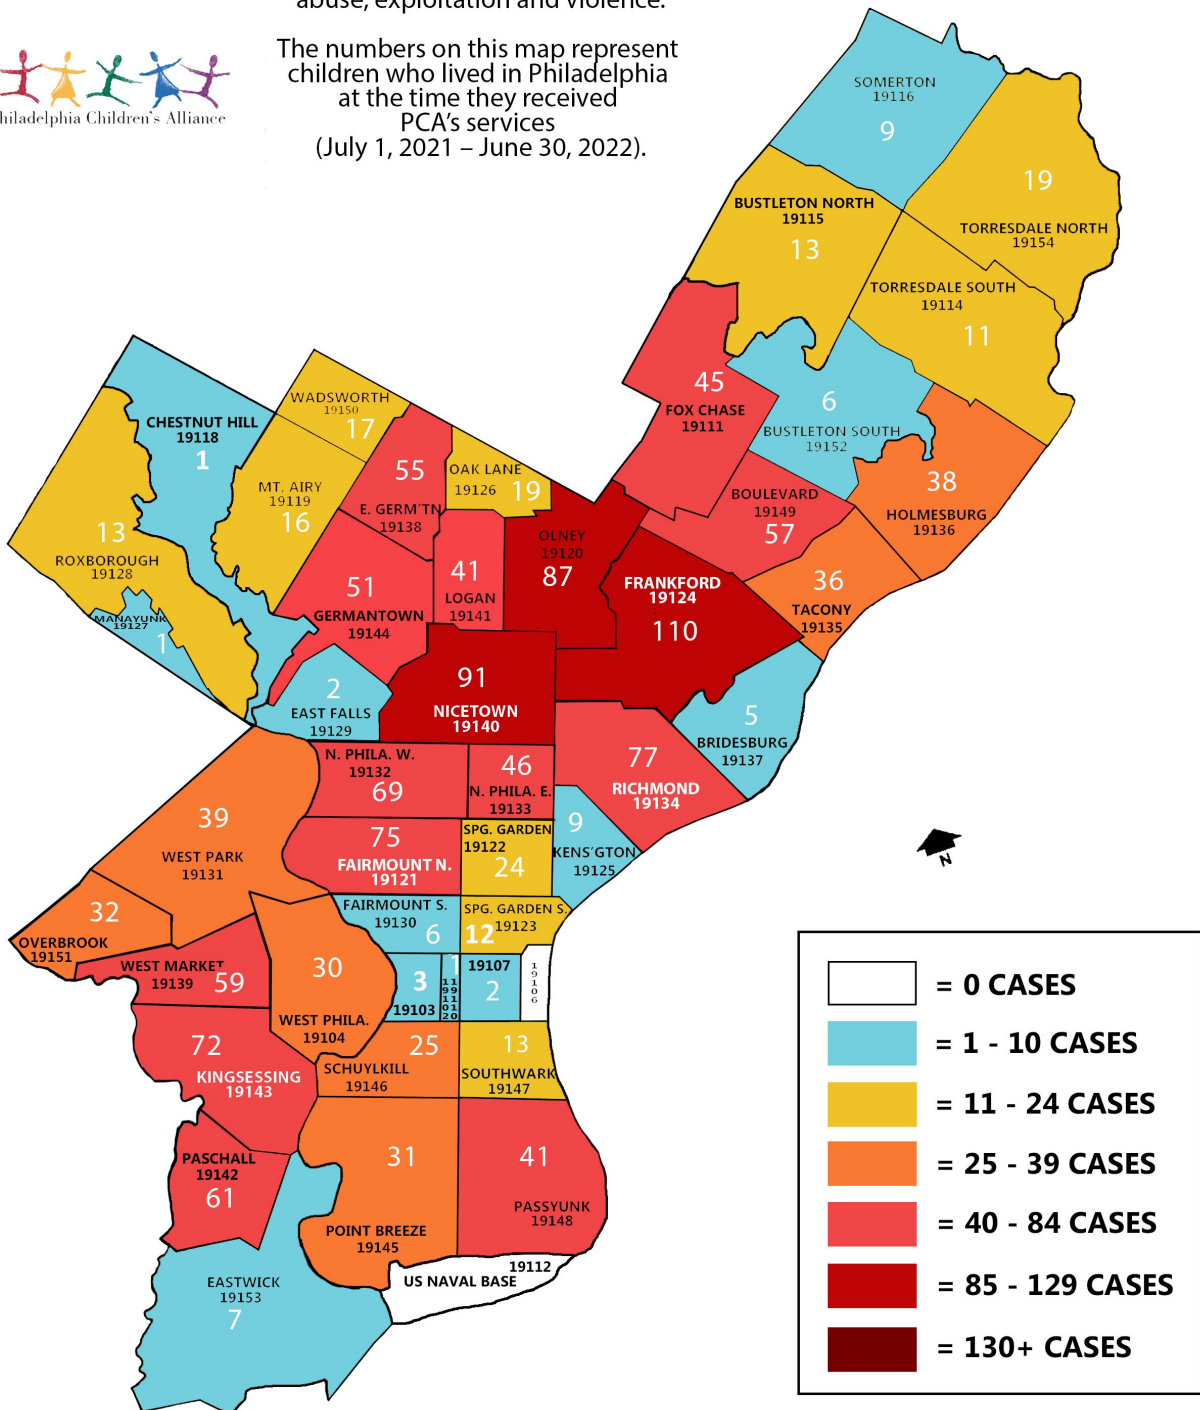 abuse, exploitation and violence.
The numbers on this map represent
children who lived in Philadelphia
at the time they received
PCA's services
(July 1, 2021 – June 30, 2022).
hiladelphia Children's Alliance
SOMERTON
19116
9
19
TORRESDALE NORTH
19154
BUSTLETON NORTH
19115
13
TORRESDALE SOUTH
19114
11
45
FOX CHASE
19111
6
BUSTLETON SOUTH
19152
38
HOLMESBURG
19136
BOULEVARD
19149
57
36
TACONY
19135
CHESTNUT HILL
19118
1
WADSWORTH
19150
17
MT. AIRY
19119
16
55
E. GERM'TN
19138
OAK LANE
19126
19
13
ROXBOROUGH
19128
MANAYUNK
19127
1
51
GERMANTOWN
19144
41
LOGAN
19141
OLNEY
19120
87
FRANKFORD
19124
110
2
EAST FALLS
19129
91
NICETOWN
19140
5
BRIDESBURG
19137
N. PHILA. W.
19132
69
46
N. PHILA. E.
19133
77
RICHMOND
19134
75
FAIRMOUNT N.
19121
SPG. GARDEN
19122
24
9
KENS'GTON
19125
39
WEST PARK
19131
32
OVERBROOK
19151
FAIRMOUNT S.
19130
6
SPG. GARDEN S.
19123
12
WEST MARKET
19139
59
30
WEST PHILA.
19104
3
19103
1
11
99
11
00
20
19107
2
19106
72
KINGSESSING
19143
25
SCHUYLKILL
19146
13
SOUTHWARK
19147
PASCHALL
19142
61
31
POINT BREEZE
19145
41
PASSYUNK
19148
19112
US NAVAL BASE
EASTWICK
19153
7
N
= 0 CASES
= 1 - 10 CASES
= 11 - 24 CASES
= 25 - 39 CASES
= 40 - 84 CASES
= 85 - 129 CASES
= 130+ CASES